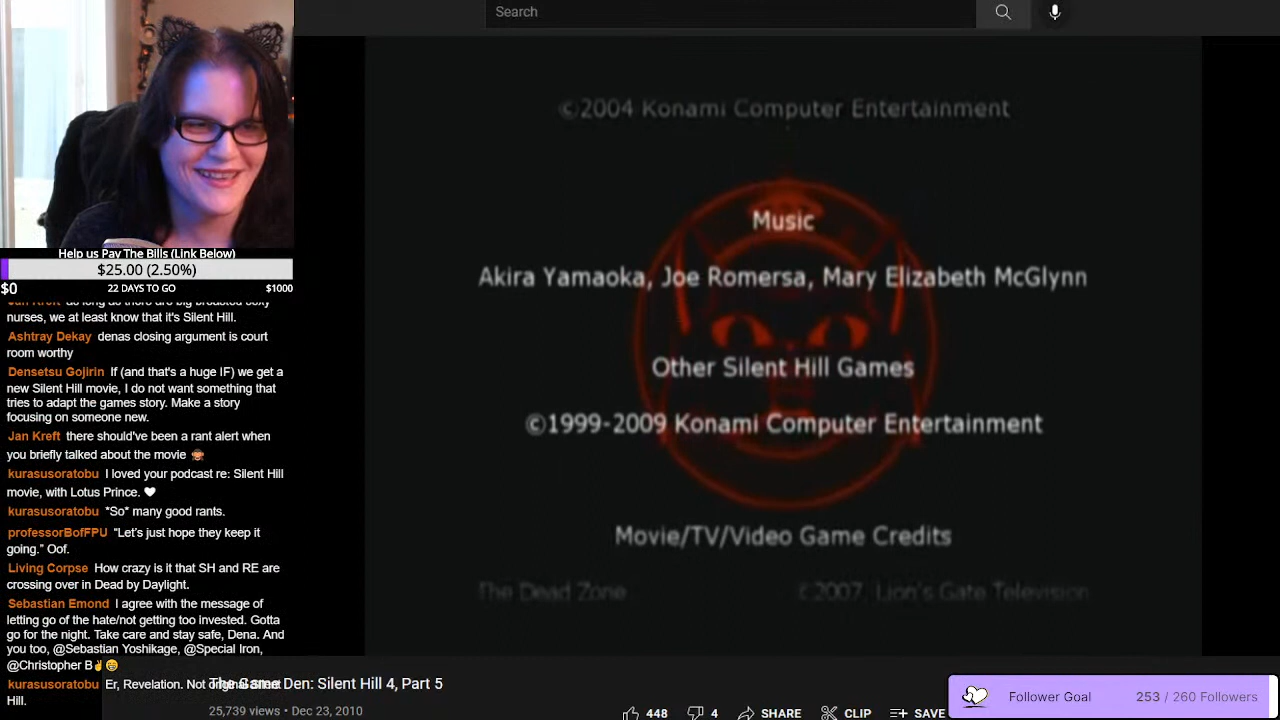 Search
©2004 Konami Computer Entertainment
Music
Akira Yamaoka, Joe Romersa, Mary Elizabeth McGlynn
Other Silent Hill Games
©1999-2009 Konami Computer Entertainment
Movie/TV/Video Game Credits
The Dead Zone ©2007 Lion's Gate Television
Help us Pay The Bills (Link Below)
$25.00 (2.50%)
$0 22 DAYS TO GO $1000
Jan Kreft as long as there are big breasted sexy
nurses, we at least know that it's Silent Hill.
Ashtray Dekay denas closing argument is court
room worthy
Densetsu Gojirin If (and that's a huge IF) we get a
new Silent Hill movie, I do not want something that
tries to adapt the games story. Make a story
focusing on someone new.
Jan Kreft there should've been a rant alert when
you briefly talked about the movie 🙊
kurasusoratobu I loved your podcast re: Silent Hill
movie, with Lotus Prince. 🤍
kurasusoratobu *So* many good rants.
professorBofFPU “Let's just hope they keep it
going.” Oof.
Living Corpse How crazy is it that SH and RE are
crossing over in Dead by Daylight.
Sebastian Emond I agree with the message of
letting go of the hate/not getting too invested. Gotta
go for the night. Take care and stay safe, Dena. And
you too, @Sebastian Yoshikage, @Special Iron,
@Christopher B✌😁
kurasusoratobu Er, Revelation. Not original Silent
Hill.
The Game Den: Silent Hill 4, Part 5
25,739 views • Dec 23, 2010
448 4 SHARE CLIP SAVE
Follower Goal 253 / 260 Followers